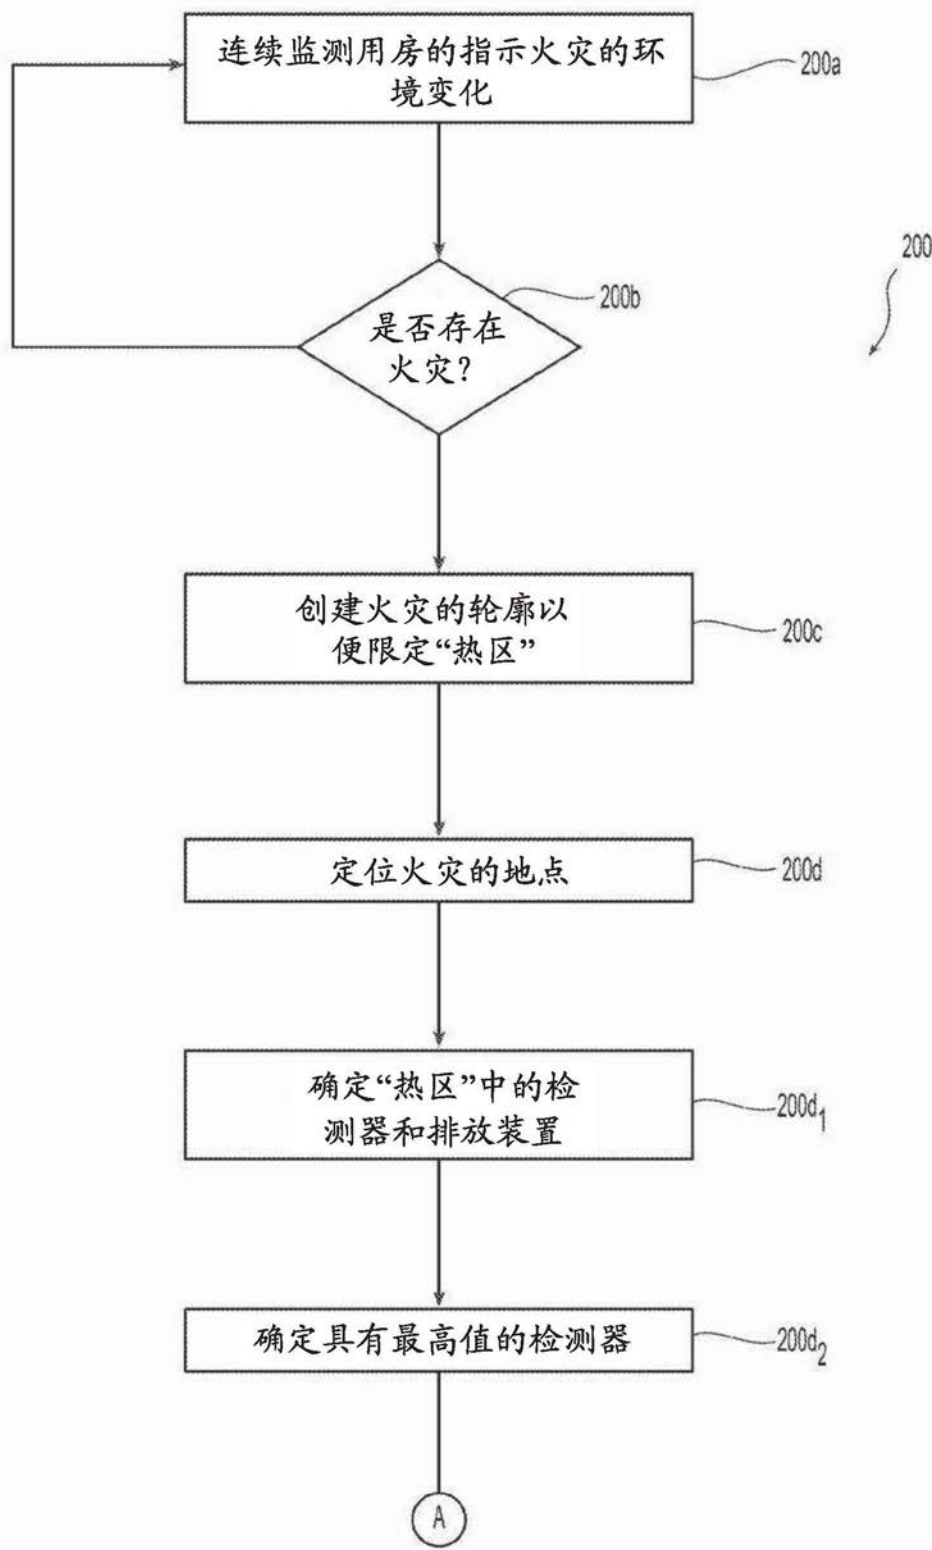 连续监测用房的指示火灾的环
境变化
200a
200
200b
是否存在
火灾?
创建火灾的轮廓以
便限定“热区”
200c
定位火灾的地点
200d
确定“热区”中的检
测器和排放装置
200d1
确定具有最高值的检测器
200d2
A